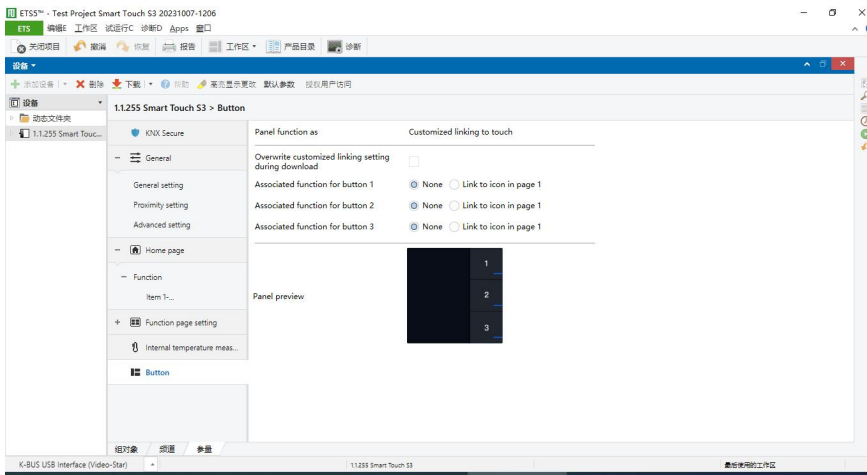 ETS5™ - Test Project Smart Touch S3 20231007-1206
ETS 编辑E 工作区 试运行C 诊断D Apps 窗口
关闭项目 撤消 恢复 报告 工作区 产品目录 诊断
设备
添加设备 删除 下载 帮助 高亮显示更改 默认参数 授权用户访问
设备
动态文件夹
1.1.255 Smart Touc...
1.1.255 Smart Touch S3 > Button
KNX Secure
General
General setting
Proximity setting
Advanced setting
Home page
Function
Item 1-...
Function page setting
Internal temperature meas...
Button
Panel function as Customized linking to touch
Overwrite customized linking setting
during download
Associated function for button 1 None Link to icon in page 1
Associated function for button 2 None Link to icon in page 1
Associated function for button 3 None Link to icon in page 1
Panel preview
1
2
3
组对象 频道 参量
K-BUS USB Interface (Video-Star) 1.1.255 Smart Touch S3 最后使用的工作区